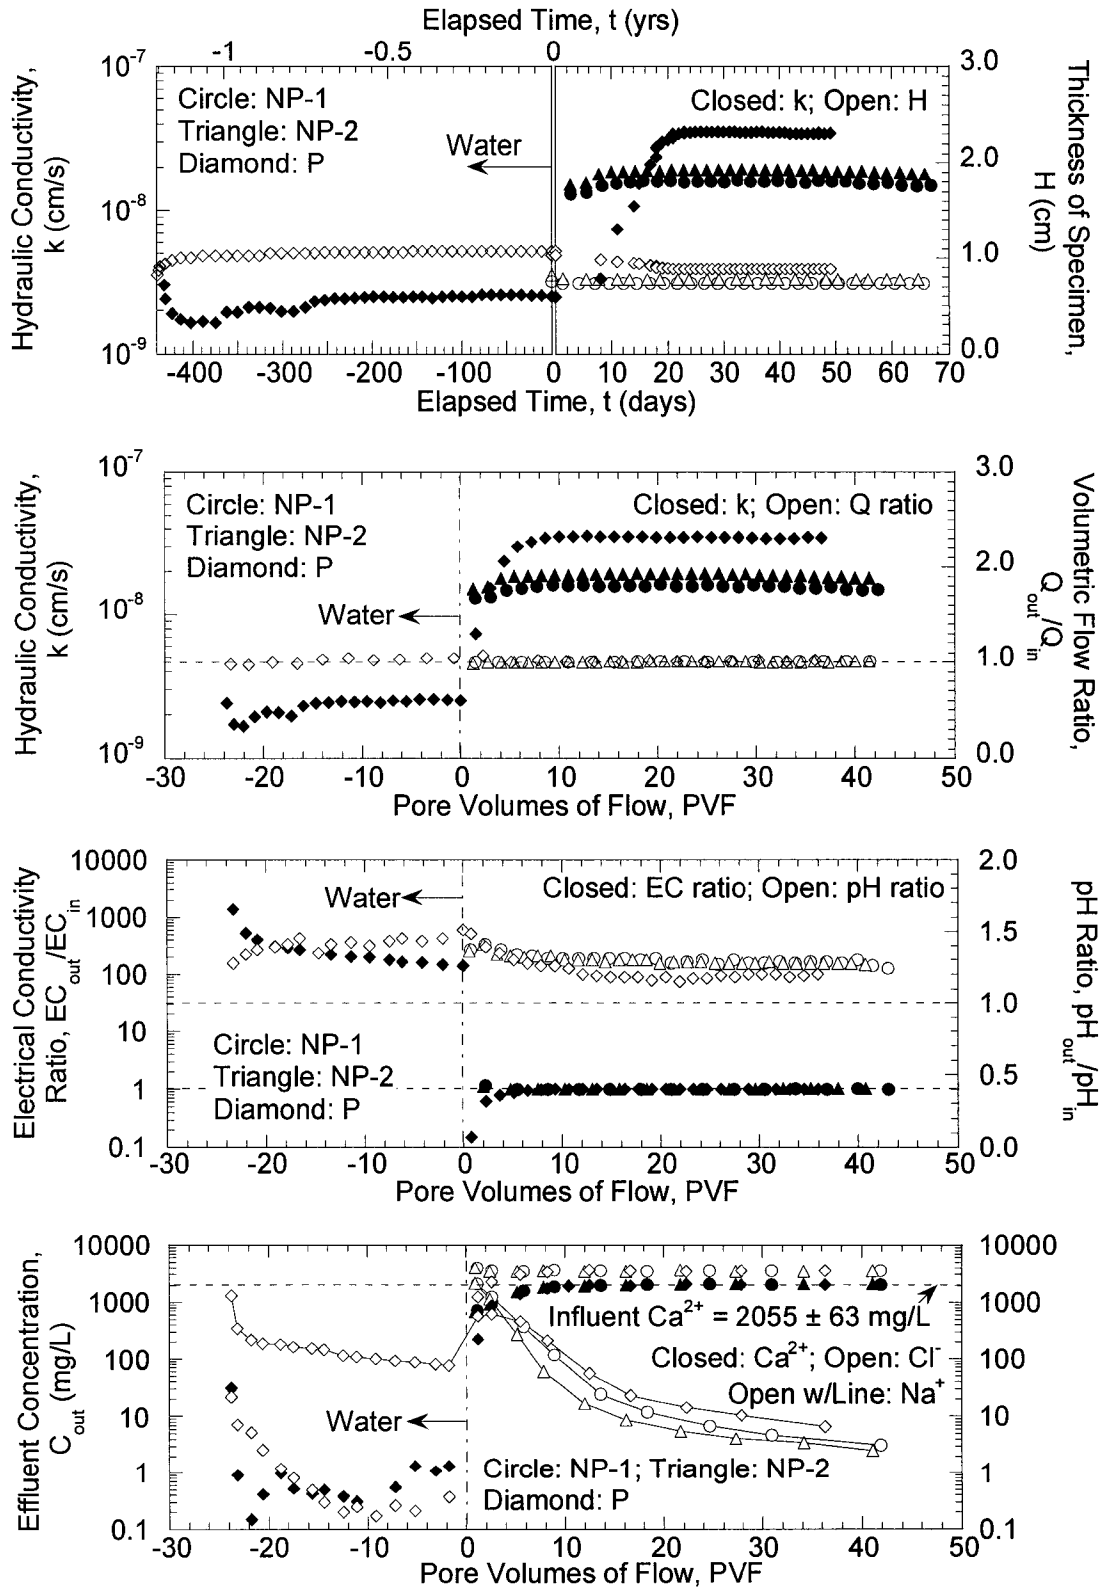 Elapsed Time, t (yrs)
-1 -0.5 0
10⁻⁷ 3.0
Circle: NP-1 Closed: k; Open: H
Triangle: NP-2
Diamond: P
Water
2.0
10⁻⁸
1.0
10⁻⁹ 0.0
Hydraulic Conductivity,
k (cm/s)
Thickness of Specimen,
H (cm)
-400 -300 -200 -100 0 10 20 30 40 50 60 70
Elapsed Time, t (days)
10⁻⁷ 3.0
Circle: NP-1 Closed: k; Open: Q ratio
Triangle: NP-2
Diamond: P
2.0
10⁻⁸
Water
1.0
10⁻⁹ 0.0
Hydraulic Conductivity,
k (cm/s)
Volumetric Flow Ratio,
Q_out/Q_in
-30 -20 -10 0 10 20 30 40 50
Pore Volumes of Flow, PVF
10000 2.0
Water Closed: EC ratio; Open: pH ratio
1000
1.5
100
1.0
10
Circle: NP-1
Triangle: NP-2
Diamond: P
1 0.5
0.1 0.0
Electrical Conductivity
Ratio, EC_out/EC_in
pH Ratio, pH_out/pH_in
-30 -20 -10 0 10 20 30 40 50
Pore Volumes of Flow, PVF
10000 10000
1000 1000
Influent Ca²⁺ = 2055 ± 63 mg/L
100 100
Closed: Ca²⁺; Open: Cl⁻
Open w/Line: Na⁺
10 10
Water
1 1
Circle: NP-1; Triangle: NP-2
Diamond: P
0.1 0.1
Effluent Concentration,
C_out (mg/L)
-30 -20 -10 0 10 20 30 40 50
Pore Volumes of Flow, PVF